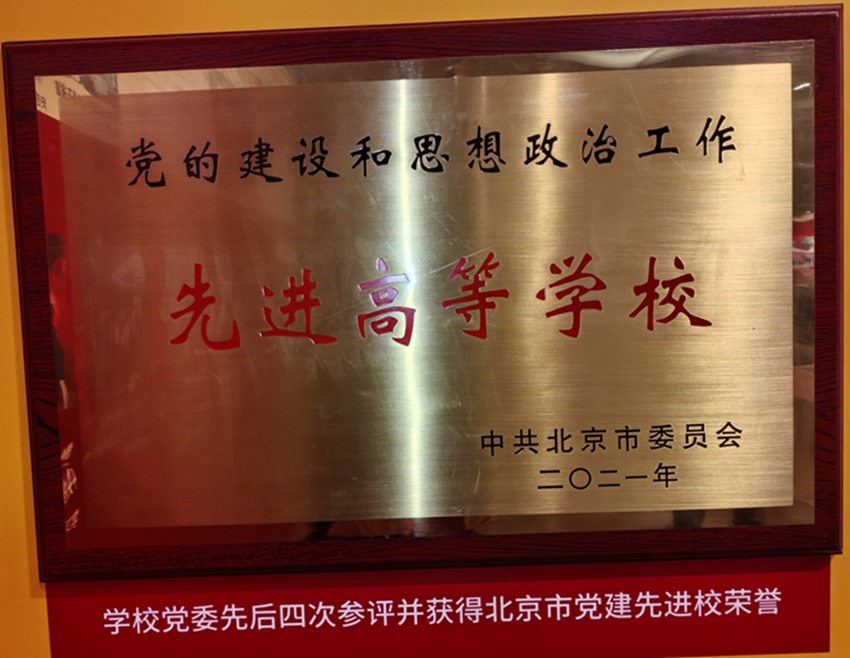 党的建设和思想政治工作
先进高等学校
中共北京市委员会
二〇二一年
学校党委先后四次参评并获得北京市党建先进校荣誉